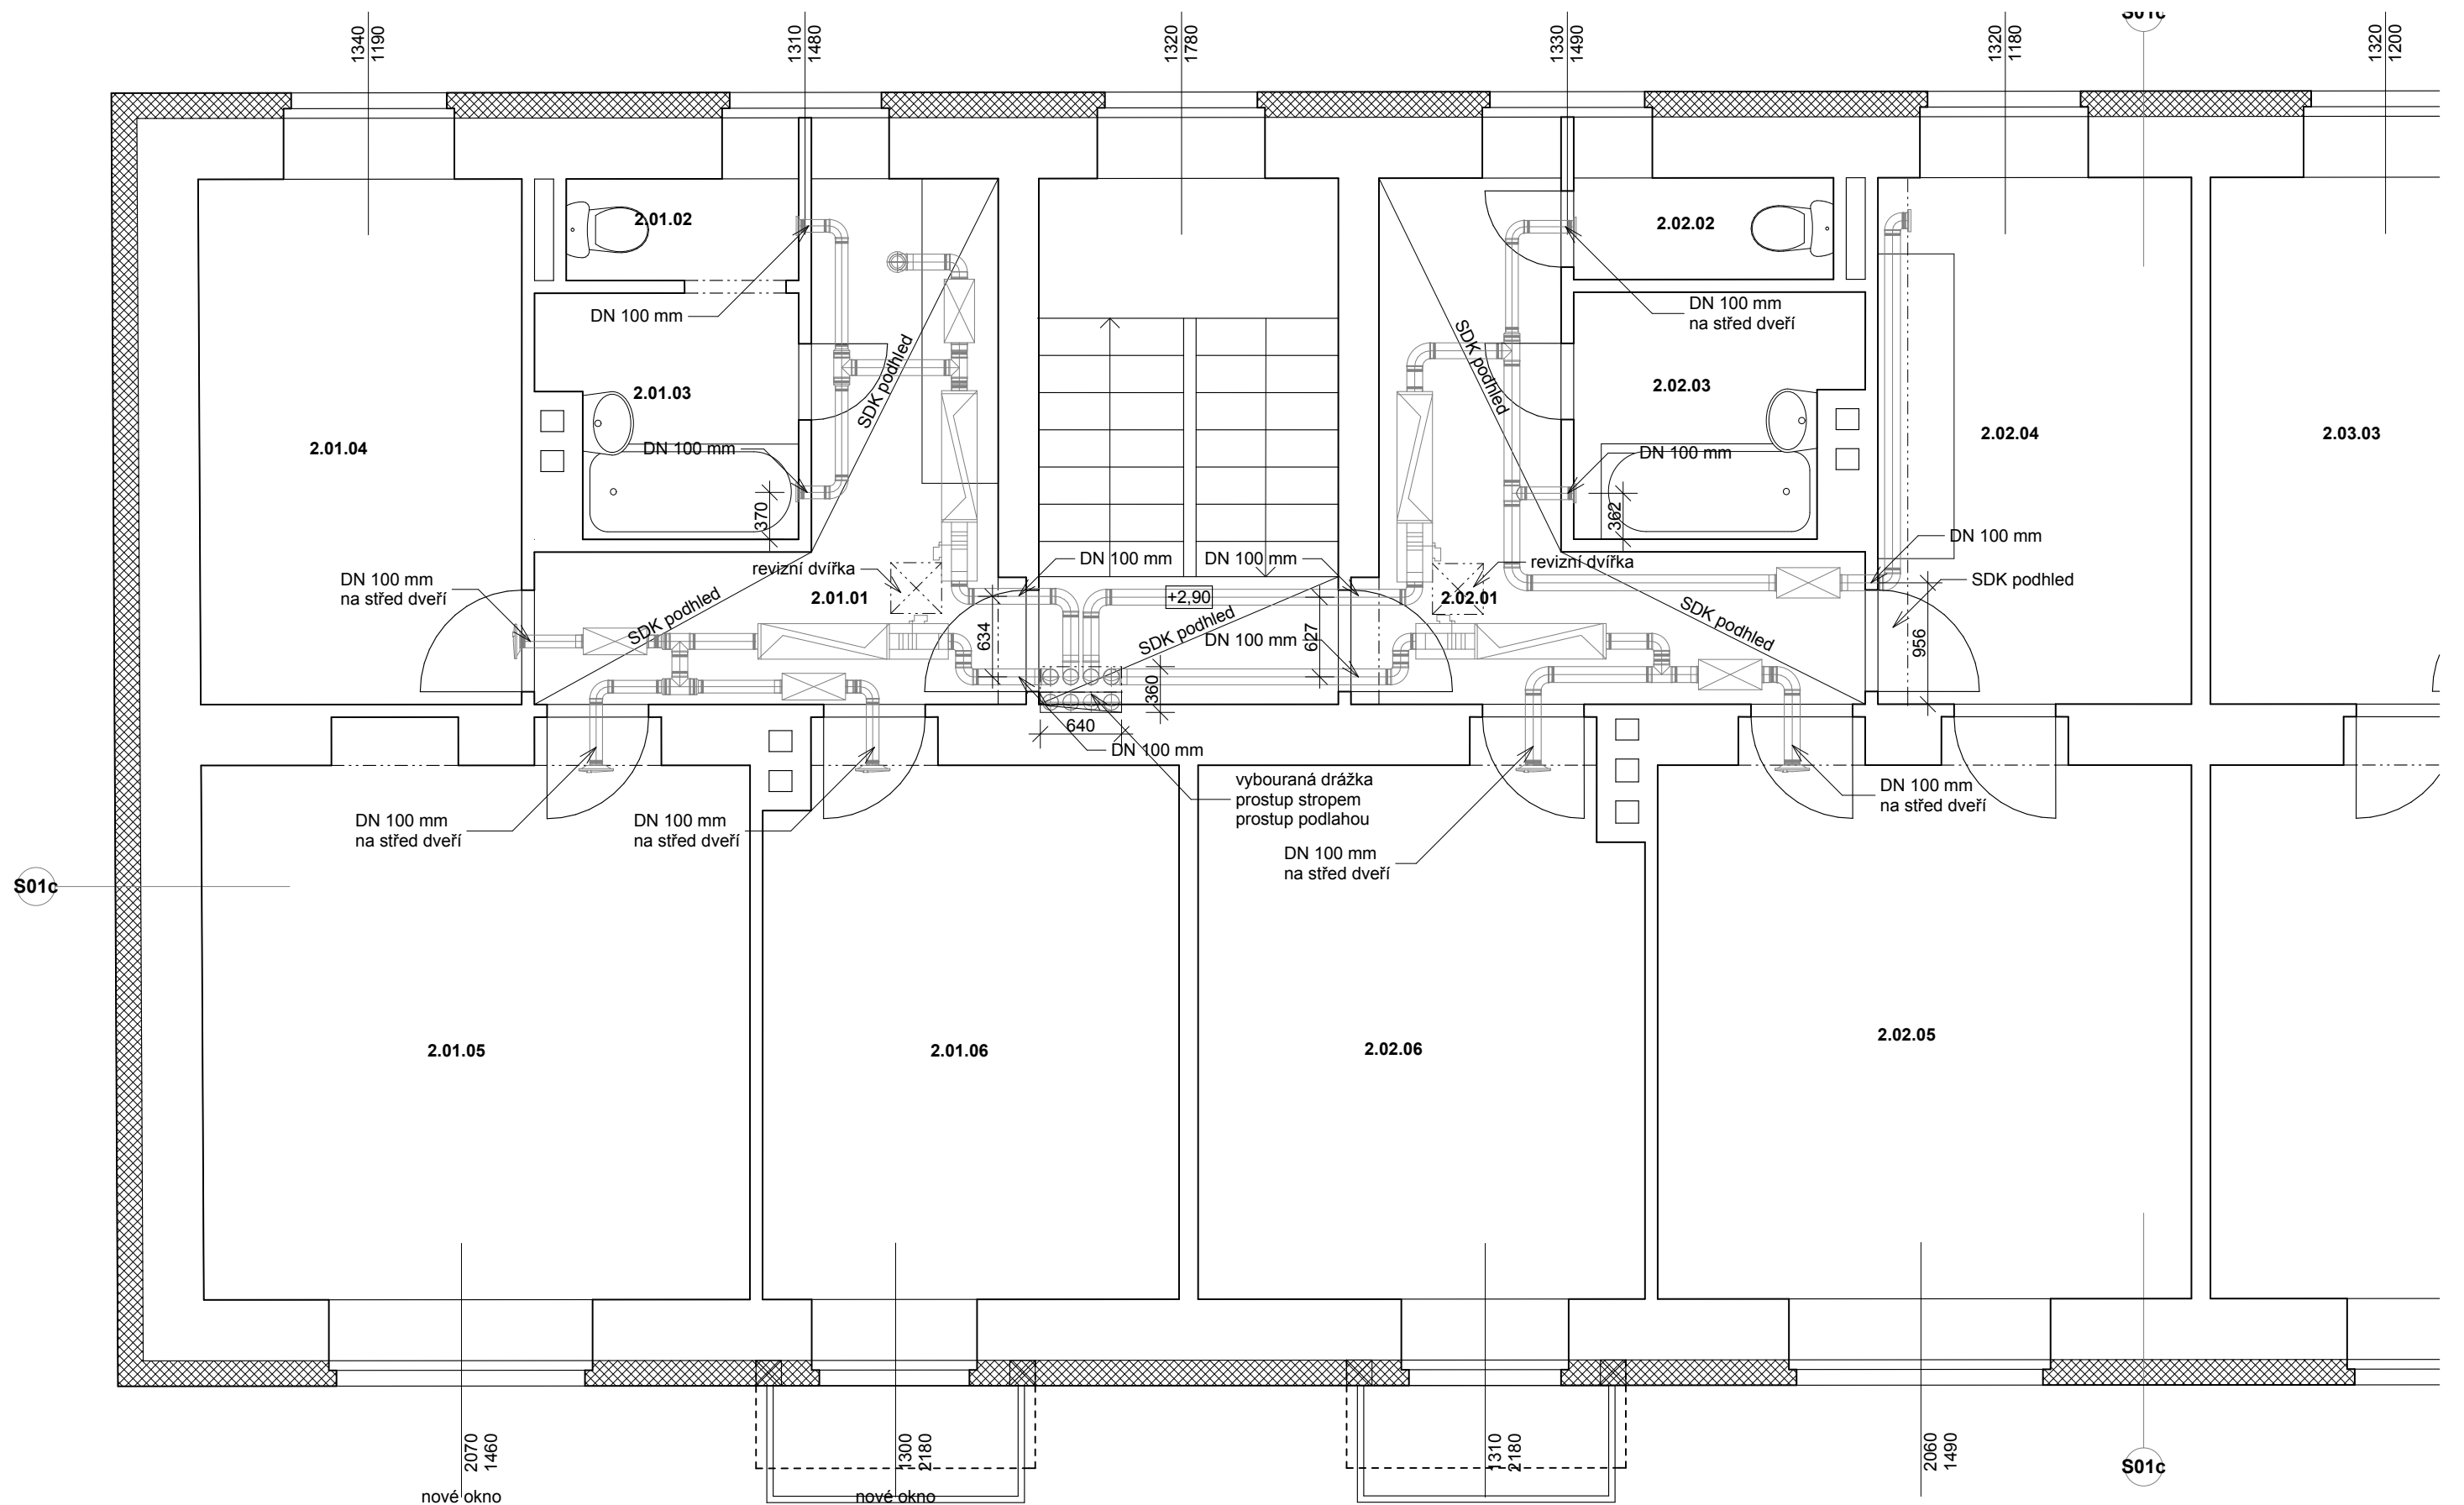 1340
1190
1310
1480
1320
1780
1330
1490
1320
1180
S01c
1320
1200
2.01.02
2.02.02
DN 100 mm
DN 100 mm
na střed dveří
SDK podhled
SDK podhled
2.01.03
2.02.03
2.01.04
2.02.04
2.03.03
DN 100 mm
DN 100 mm
370
362
DN 100 mm
DN 100 mm
DN 100 mm
revizní dvířka
revizní dvířka
SDK podhled
DN 100 mm
na střed dveří
2.01.01
+2,90
2.02.01
SDK podhled
SDK podhled
SDK podhled
634
DN 100 mm
627
956
360
640
DN 100 mm
vybouraná drážka
prostup stropem
prostup podlahou
DN 100 mm
na střed dveří
DN 100 mm
na střed dveří
DN 100 mm
na střed dveří
DN 100 mm
na střed dveří
S01c
2.01.05
2.01.06
2.02.06
2.02.05
2070
1460
1300
2180
1310
2180
2060
1490
S01c
nové okno
nové okno